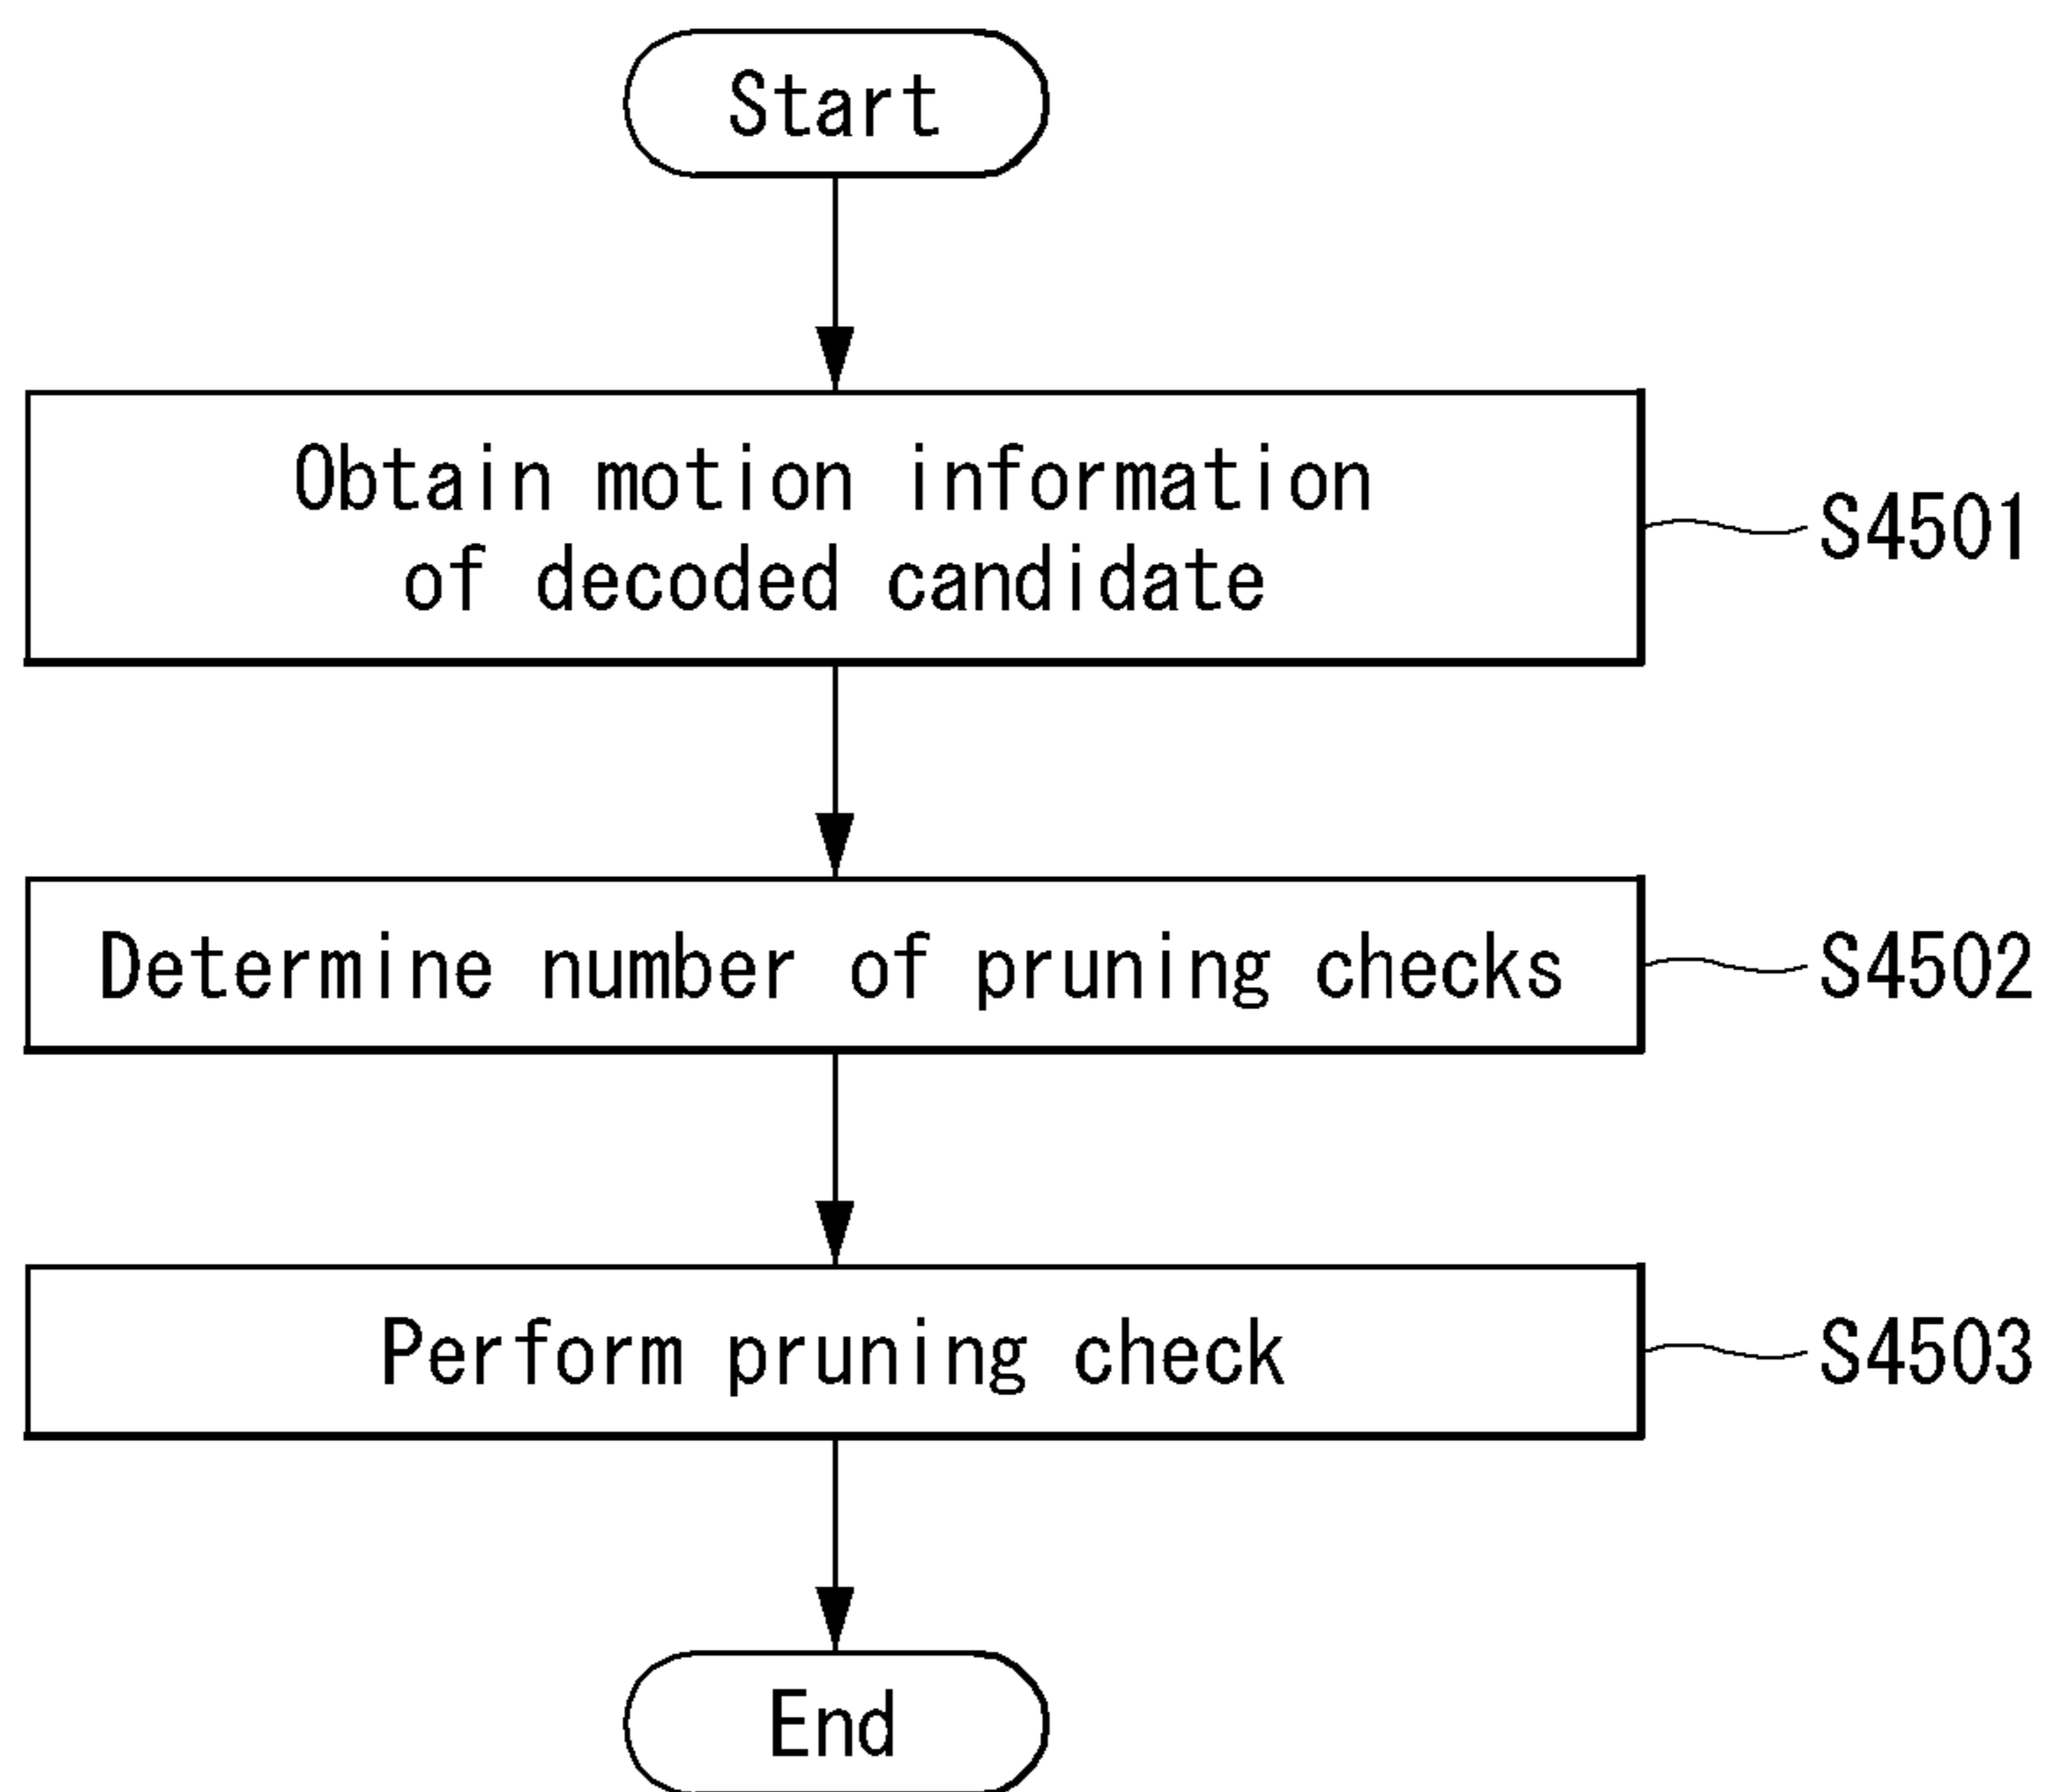 Start
Obtain motion information
of decoded candidate
S4501
Determine number of pruning checks
S4502
Perform pruning check
S4503
End